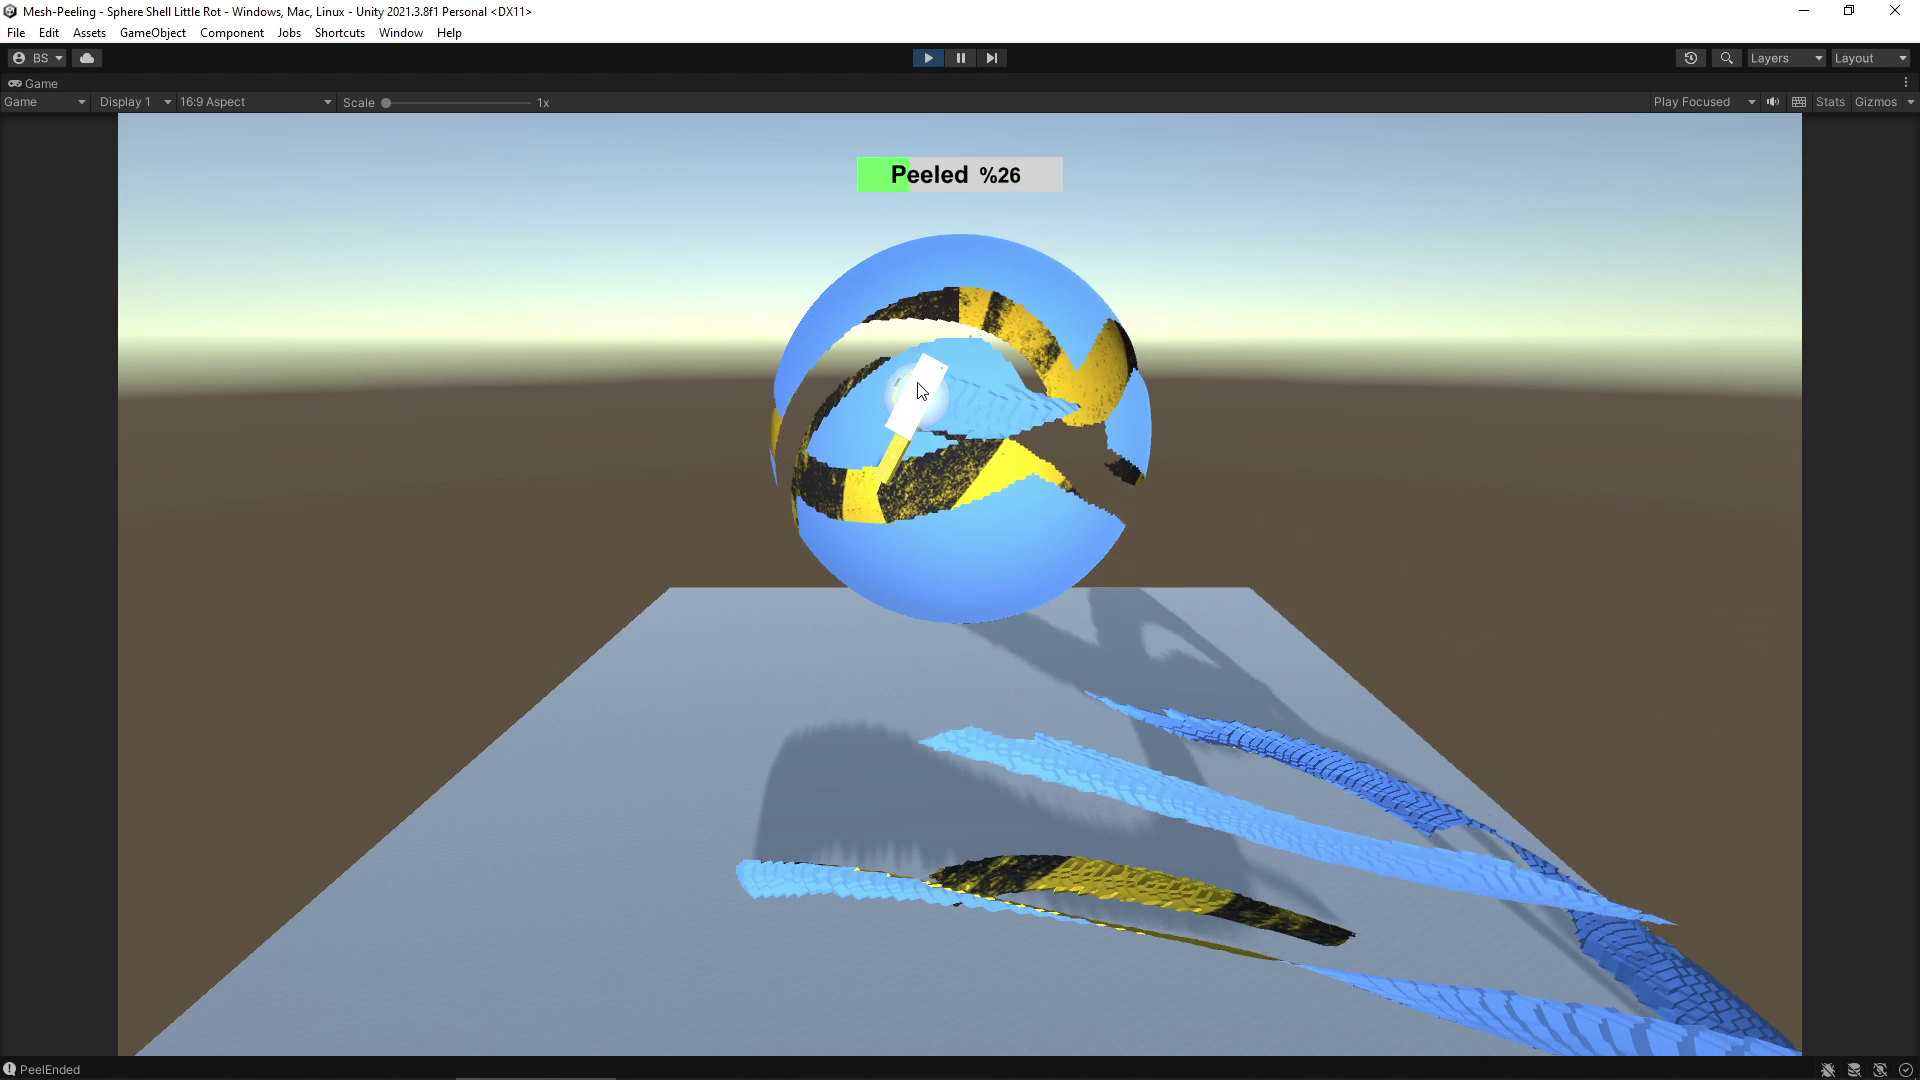 Mesh-Peeling - Sphere Shell Little Rot - Windows, Mac, Linux - Unity 2021.3.8f1 Personal <DX11>
File Edit Assets GameObject Component Jobs Shortcuts Window Help
BS Layers Layout
Game
Game Display 1 16:9 Aspect Scale 1x Play Focused Stats Gizmos
Peeled %26
PeelEnded